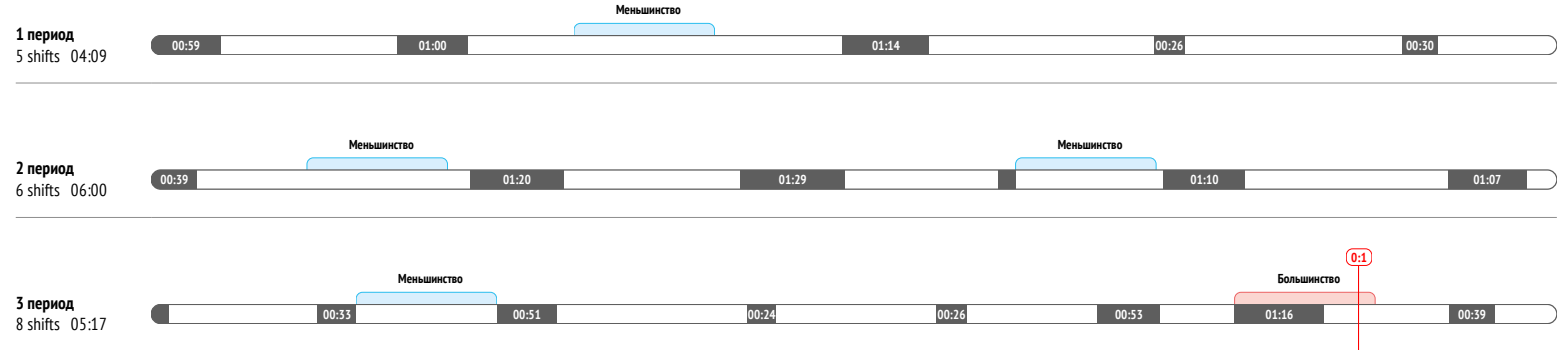 Меньшинство
1 период
5 shifts 04:09
00:59 01:00 01:14 00:26 00:30
Меньшинство Меньшинство
2 период
6 shifts 06:00
00:39 01:20 01:29 01:10 01:07
0:1
Меньшинство Большинство
3 период
8 shifts 05:17
00:33 00:51 00:24 00:26 00:53 01:16 00:39